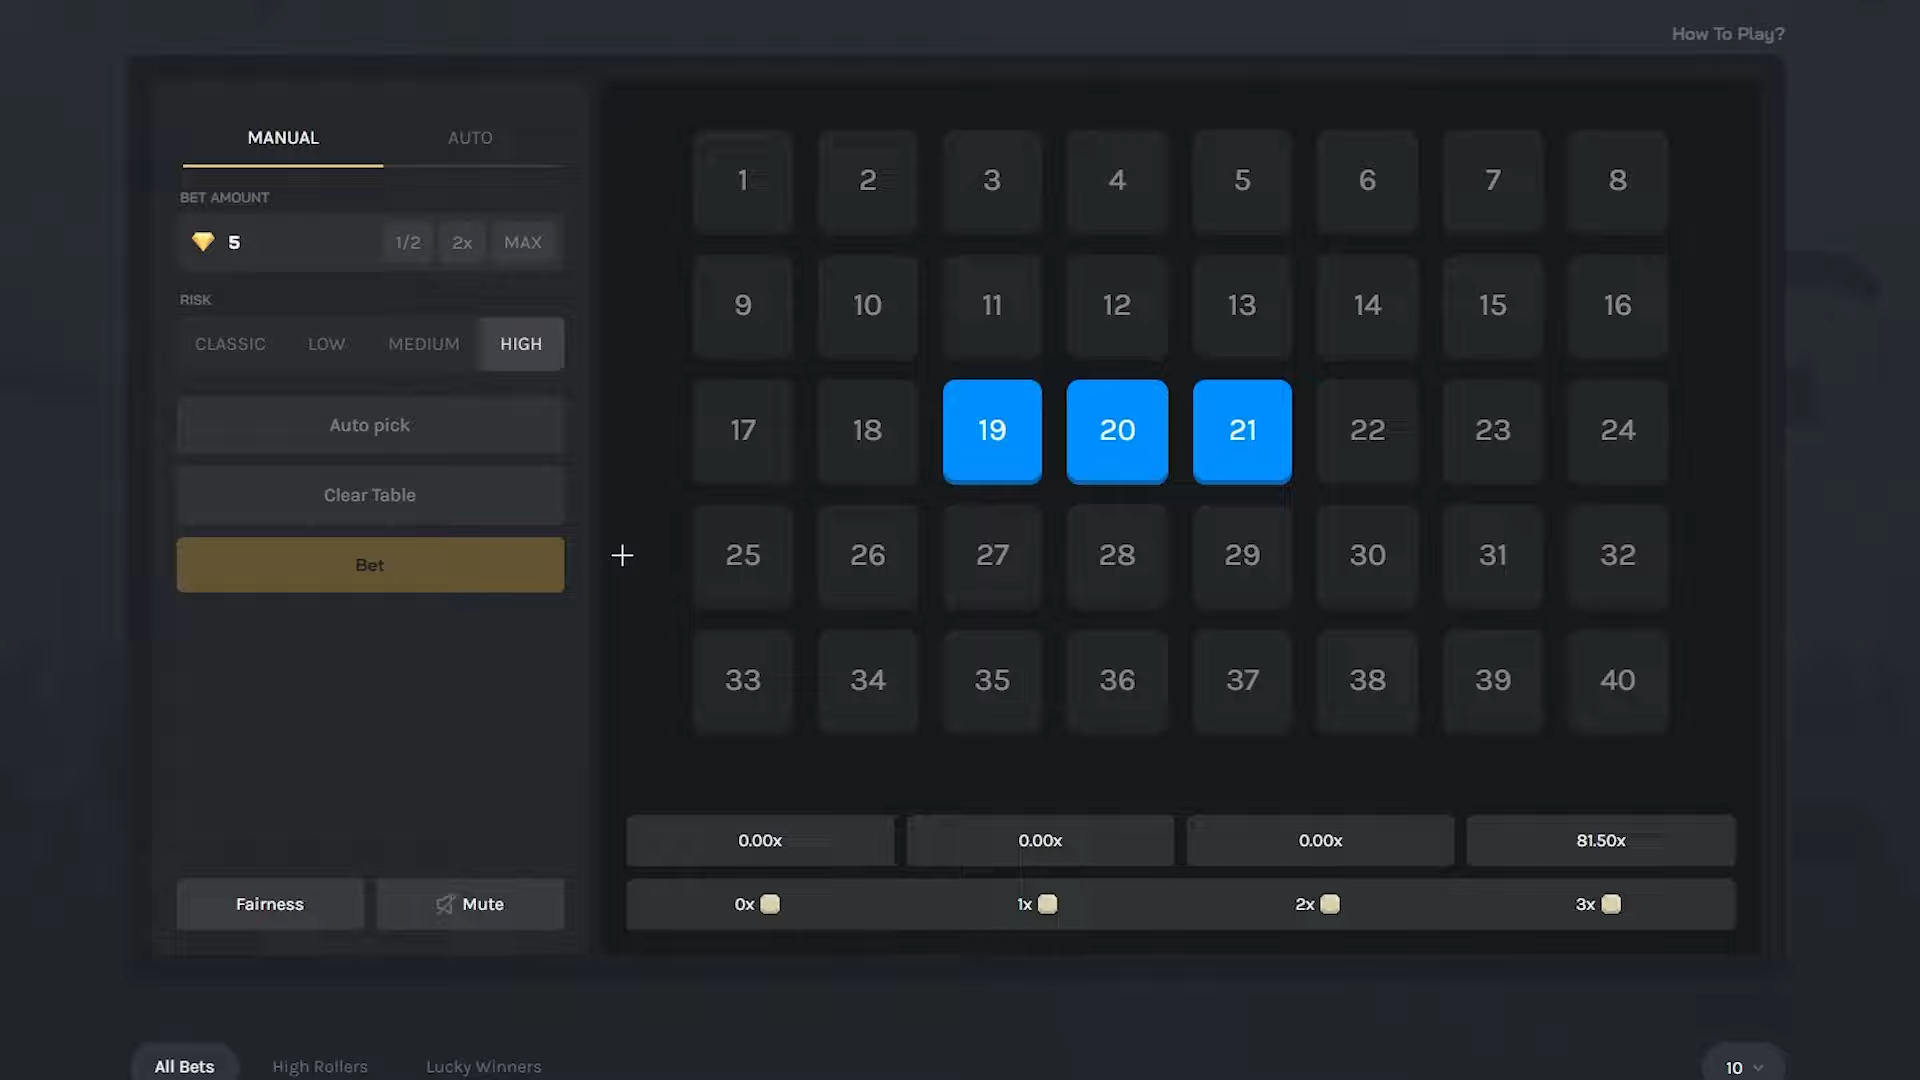 How To Play?
MANUAL AUTO
BET AMOUNT
5 1/2 2x MAX
RISK
CLASSIC LOW MEDIUM HIGH
Auto pick
Clear Table
Bet
Fairness Mute
1 2 3 4 5 6 7 8
9 10 11 12 13 14 15 16
17 18 19 20 21 22 23 24
25 26 27 28 29 30 31 32
33 34 35 36 37 38 39 40
0.00x 0.00x 0.00x 81.50x
0x 1x 2x 3x
All Bets High Rollers Lucky Winners 10